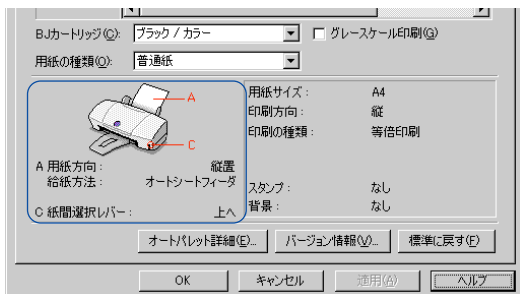 BJカートリッジ(C): ブラック / カラー グレースケール印刷(G)
用紙の種類(O): 普通紙
A
C
A 用紙方向 : 縦置
給紙方法 : オートシートフィーダ
C 紙間選択レバー : 上へ
用紙サイズ : A4
印刷方向 : 縦
印刷の種類 : 等倍印刷
スタンプ : なし
背景 : なし
オートパレット詳細(E)... バージョン情報(V)... 標準に戻す(F)
OK キャンセル 適用(A) ヘルプ